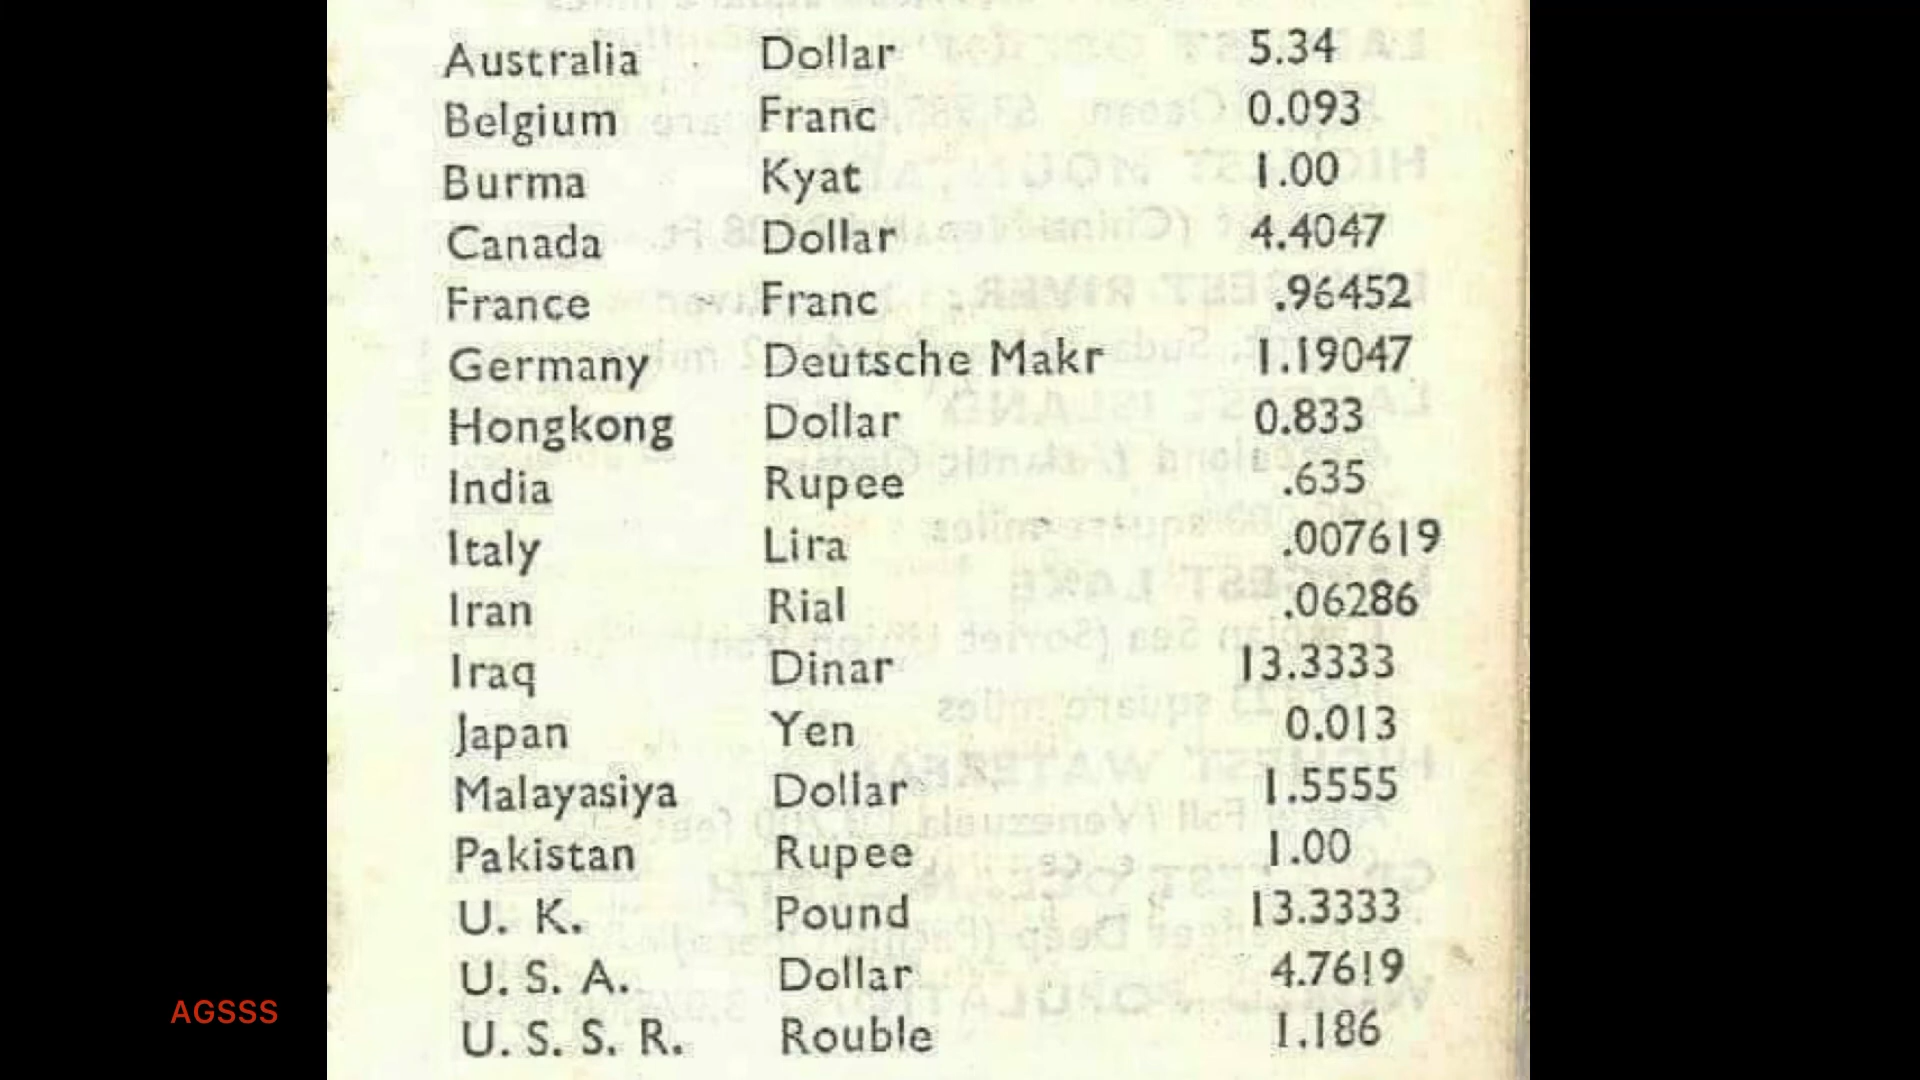 Australia Dollar 5.34
Belgium Franc 0.093
Burma Kyat 1.00
Canada Dollar 4.4047
France Franc .96452
Germany Deutsche Makr 1.19047
Hongkong Dollar 0.833
India Rupee .635
Italy Lira .007619
Iran Rial .06286
Iraq Dinar 13.3333
Japan Yen 0.013
Malayasiya Dollar 1.5555
Pakistan Rupee 1.00
U. K. Pound 13.3333
U. S. A. Dollar 4.7619
U. S. S. R. Rouble 1.186
AGSSS